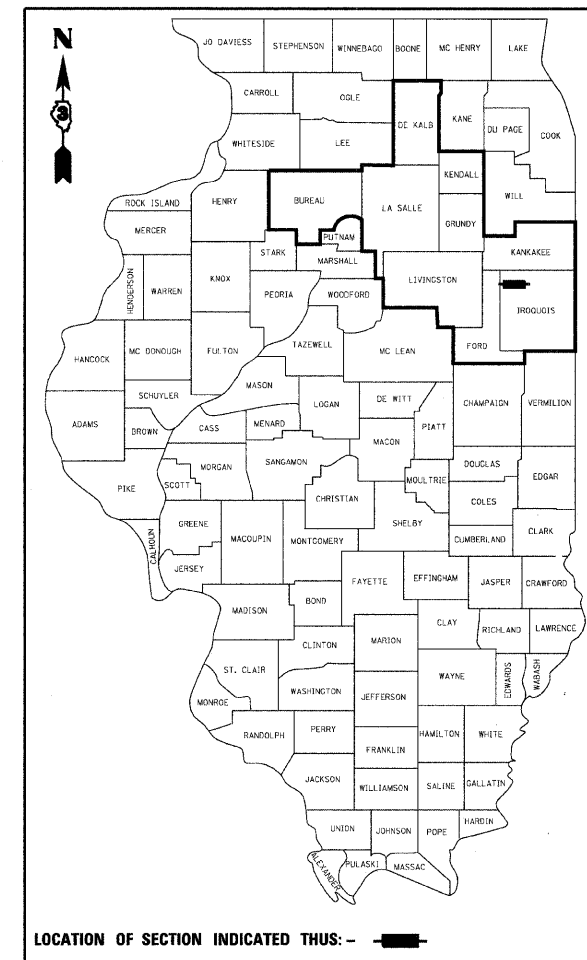 N
3
JO DAVIESS
STEPHENSON
WINNEBAGO
BOONE
MC HENRY
LAKE
CARROLL
OGLE
DE KALB
KANE
DU PAGE
COOK
WHITESIDE
LEE
KENDALL
WILL
ROCK ISLAND
HENRY
BUREAU
LA SALLE
GRUNDY
MERCER
PUTNAM
STARK
MARSHALL
KANKAKEE
HENDERSON
WARREN
KNOX
PEORIA
WOODFORD
LIVINGSTON
IROQUOIS
FORD
HANCOCK
MC DONOUGH
FULTON
TAZEWELL
MC LEAN
MASON
SCHUYLER
LOGAN
DE WITT
CHAMPAIGN
VERMILION
ADAMS
BROWN
CASS
MENARD
PIATT
MACON
PIKE
SCOTT
MORGAN
SANGAMON
CHRISTIAN
MOULTRIE
DOUGLAS
EDGAR
COLES
CALHOUN
GREENE
MACOUPIN
MONTGOMERY
SHELBY
CUMBERLAND
CLARK
JERSEY
FAYETTE
EFFINGHAM
JASPER
CRAWFORD
MADISON
BOND
CLAY
RICHLAND
LAWRENCE
CLINTON
MARION
ST. CLAIR
WAYNE
EDWARDS
WABASH
WASHINGTON
JEFFERSON
MONROE
RANDOLPH
PERRY
HAMILTON
WHITE
FRANKLIN
JACKSON
WILLIAMSON
SALINE
GALLATIN
UNION
JOHNSON
POPE
HARDIN
ALEXANDER
PULASKI
MASSAC
LOCATION OF SECTION INDICATED THUS: -